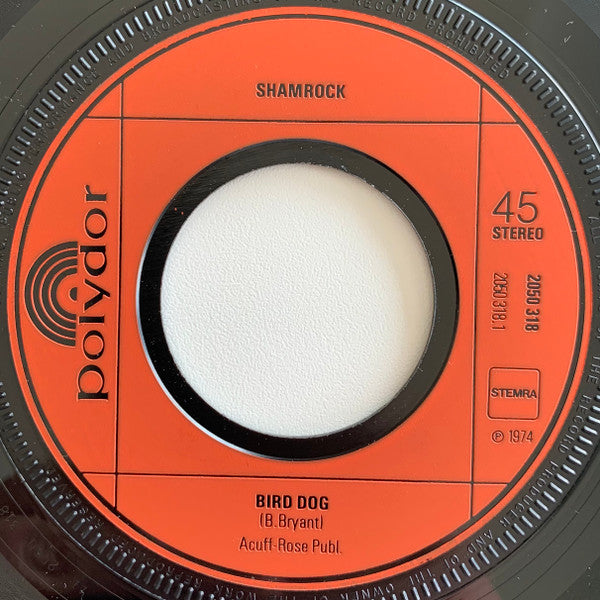 SHAMROCK
polydor
45
STEREO
2050 318
2050 318.1
STEMRA
℗ 1974
BIRD DOG
(B.Bryant)
Acuff-Rose Publ.